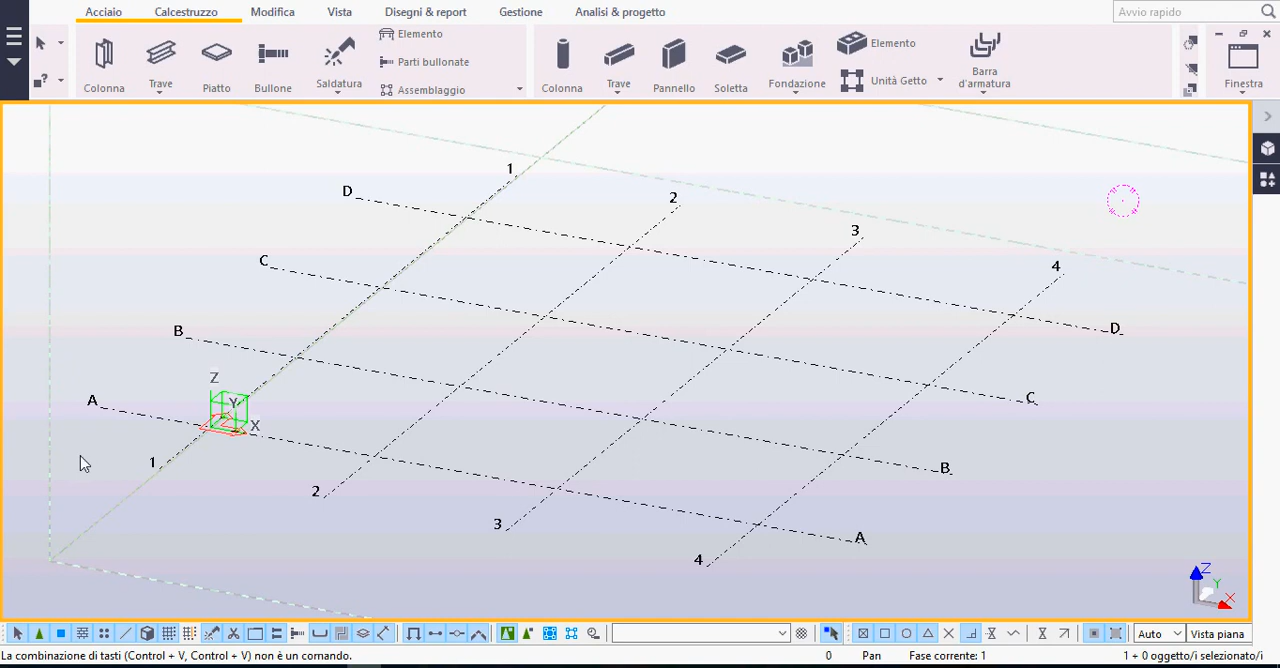 Acciaio Calcestruzzo Modifica Vista Disegni & report Gestione Analisi & progetto Avvio rapido
Colonna Trave Piatto Bullone Saldatura Elemento Parti bullonate Assemblaggio
Colonna Trave Pannello Soletta Fondazione Elemento Unità Getto Barra d'armatura Finestra
1
D
2
3
C
4
B
D
Z
A
Y
C
X
1
B
2
3
A
4
Z
Y
X
Auto Vista piana
La combinazione di tasti (Control + V, Control + V) non è un comando. 0 Pan Fase corrente: 1 1 + 0 oggetto/i selezionato/i